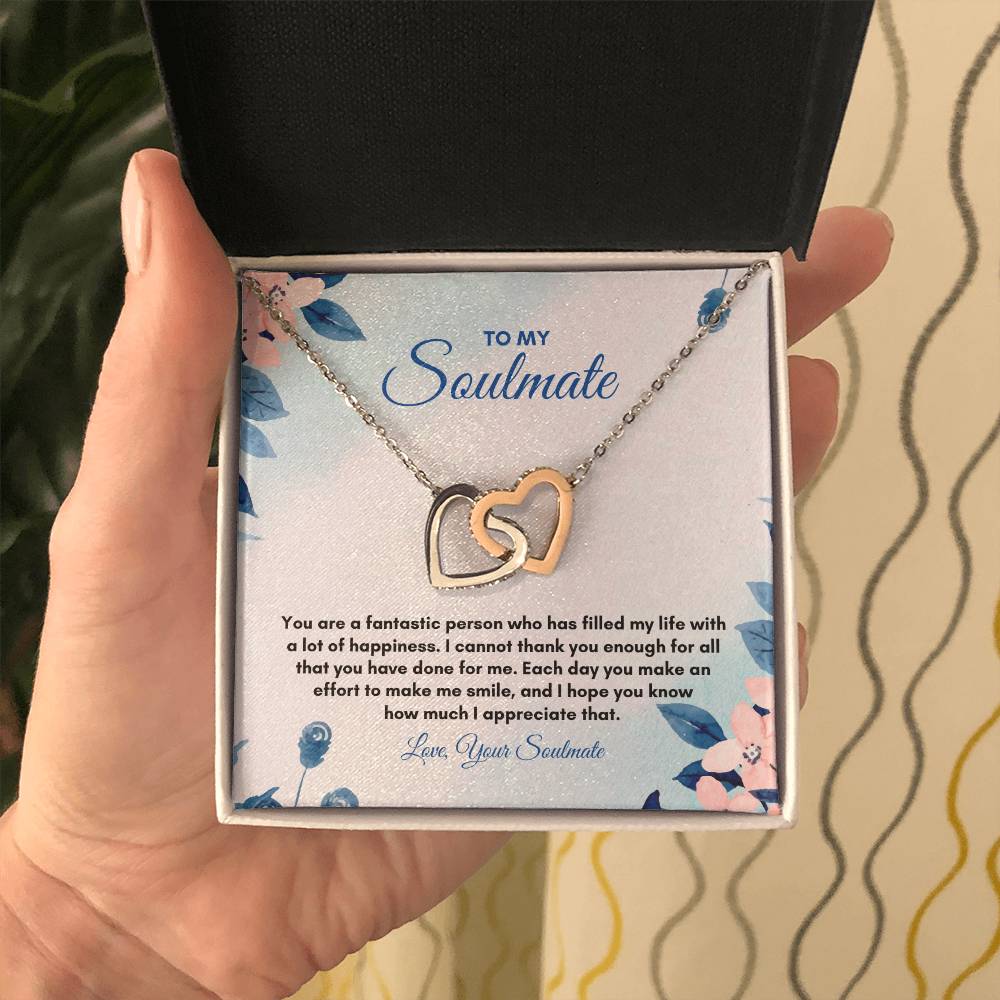 TO MY
Soulmate
You are a fantastic person who has filled my life with
a lot of happiness. I cannot thank you enough for all
that you have done for me. Each day you make an
effort to make me smile, and I hope you know
how much I appreciate that.
Love, Your Soulmate